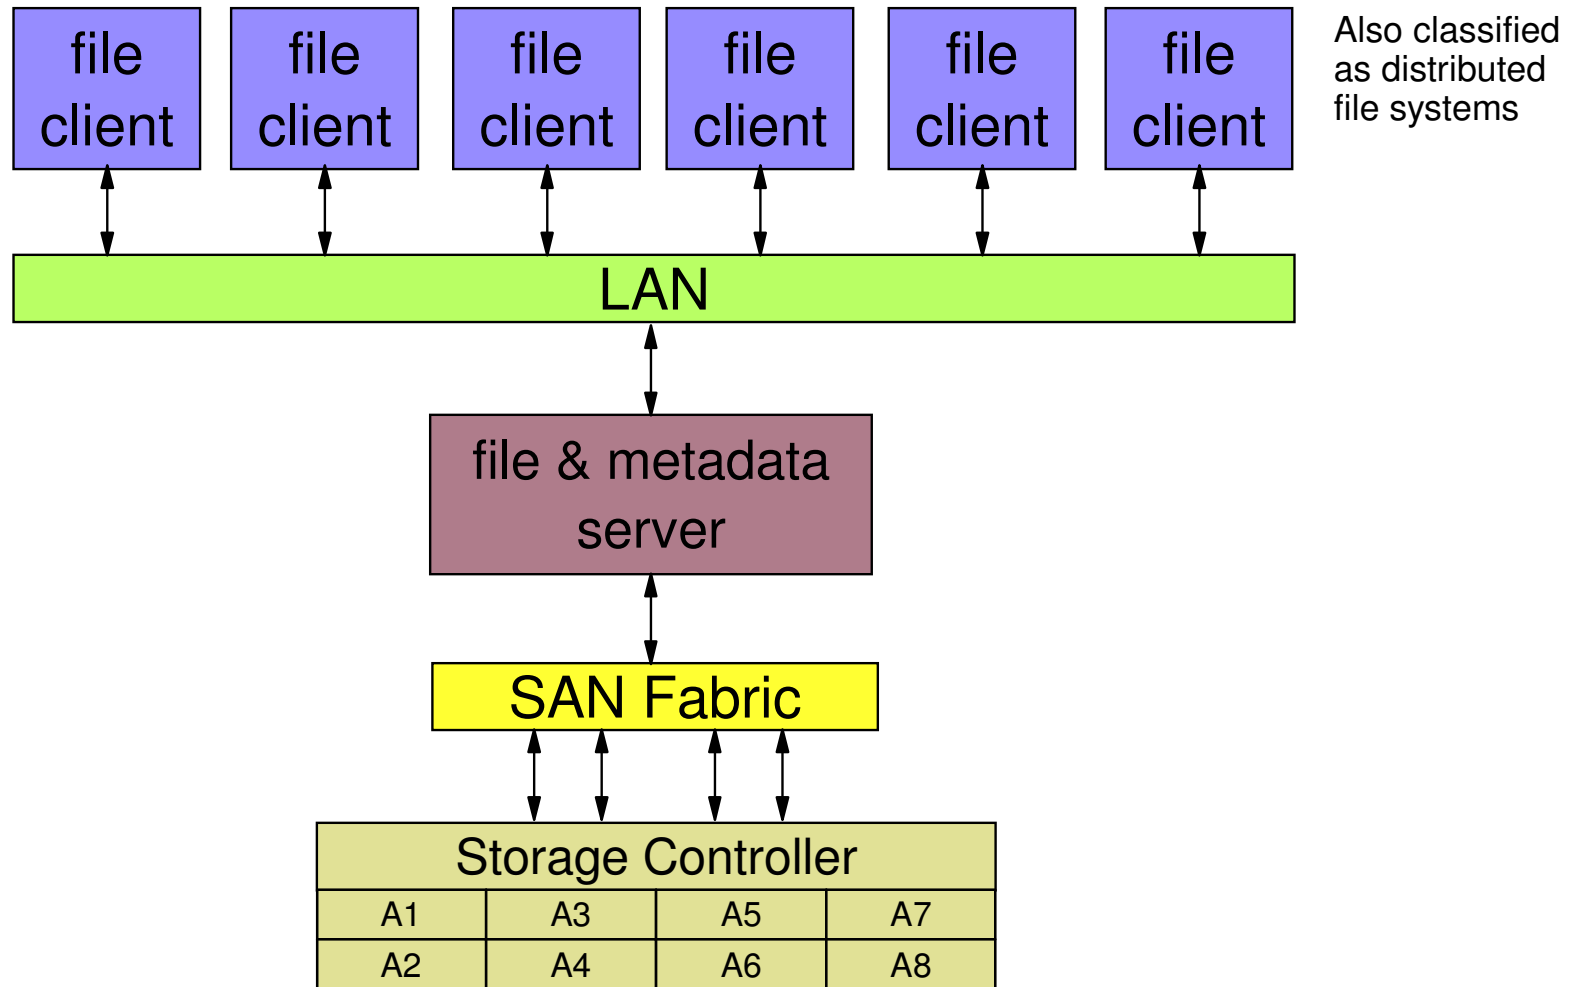 file
client
file
client
file
client
file
client
file
client
file
client
Also classified
as distributed
file systems
LAN
file & metadata
server
SAN Fabric
Storage Controller
A1
A3
A5
A7
A2
A4
A6
A8